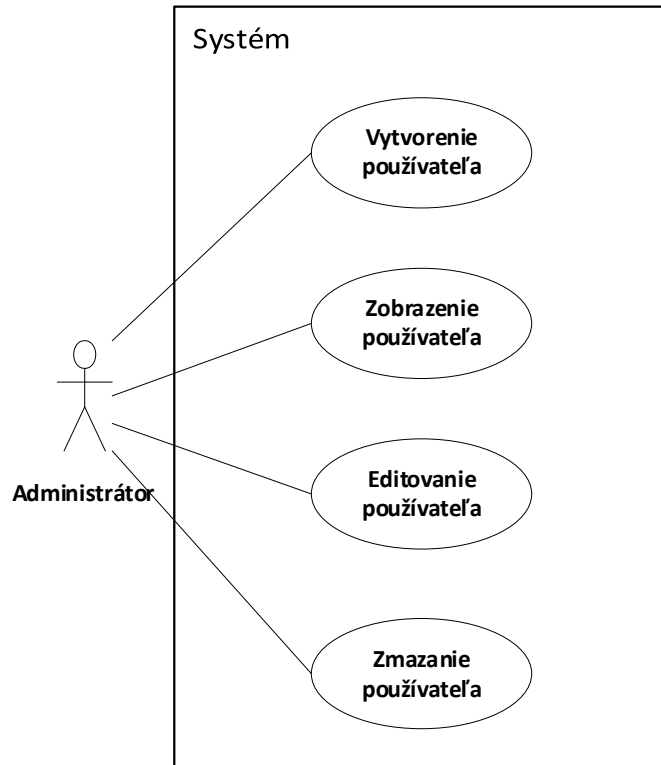 Systém
Vytvorenie
používateľa
Zobrazenie
používateľa
Editovanie
používateľa
Administrátor
Zmazanie
používateľa